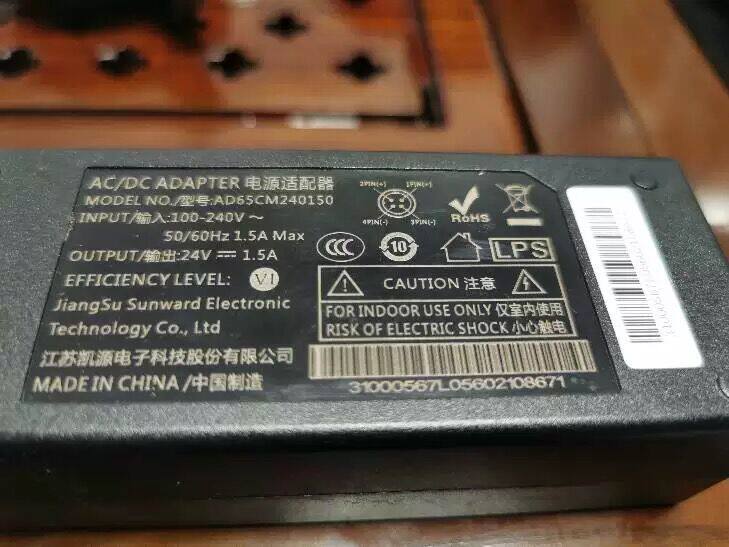 AC/DC ADAPTER 电源适配器
MODEL NO./型号:AD65CM240150
INPUT/输入:100-240V～
50/60Hz 1.5A Max
OUTPUT/输出:24V⎓1.5A
EFFICIENCY LEVEL: VI
JiangSu Sunward Electronic
Technology Co., Ltd
江苏凯源电子科技股份有限公司
MADE IN CHINA /中国制造
2PIN(+) 1PIN(+)
4PIN(-) 3PIN(-)
RoHS
CCC
10
LPS
CAUTION 注意
FOR INDOOR USE ONLY 仅室内使用
RISK OF ELECTRIC SHOCK 小心触电
31000567L05602108671